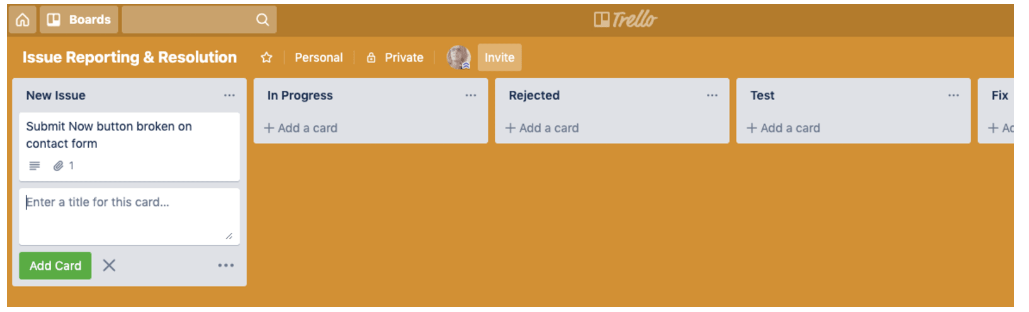 Boards
Trello
Issue Reporting & Resolution
Personal
Private
Invite
New Issue
Submit Now button broken on
contact form
1
Enter a title for this card...
Add Card
In Progress
+ Add a card
Rejected
+ Add a card
Test
+ Add a card
Fix
+